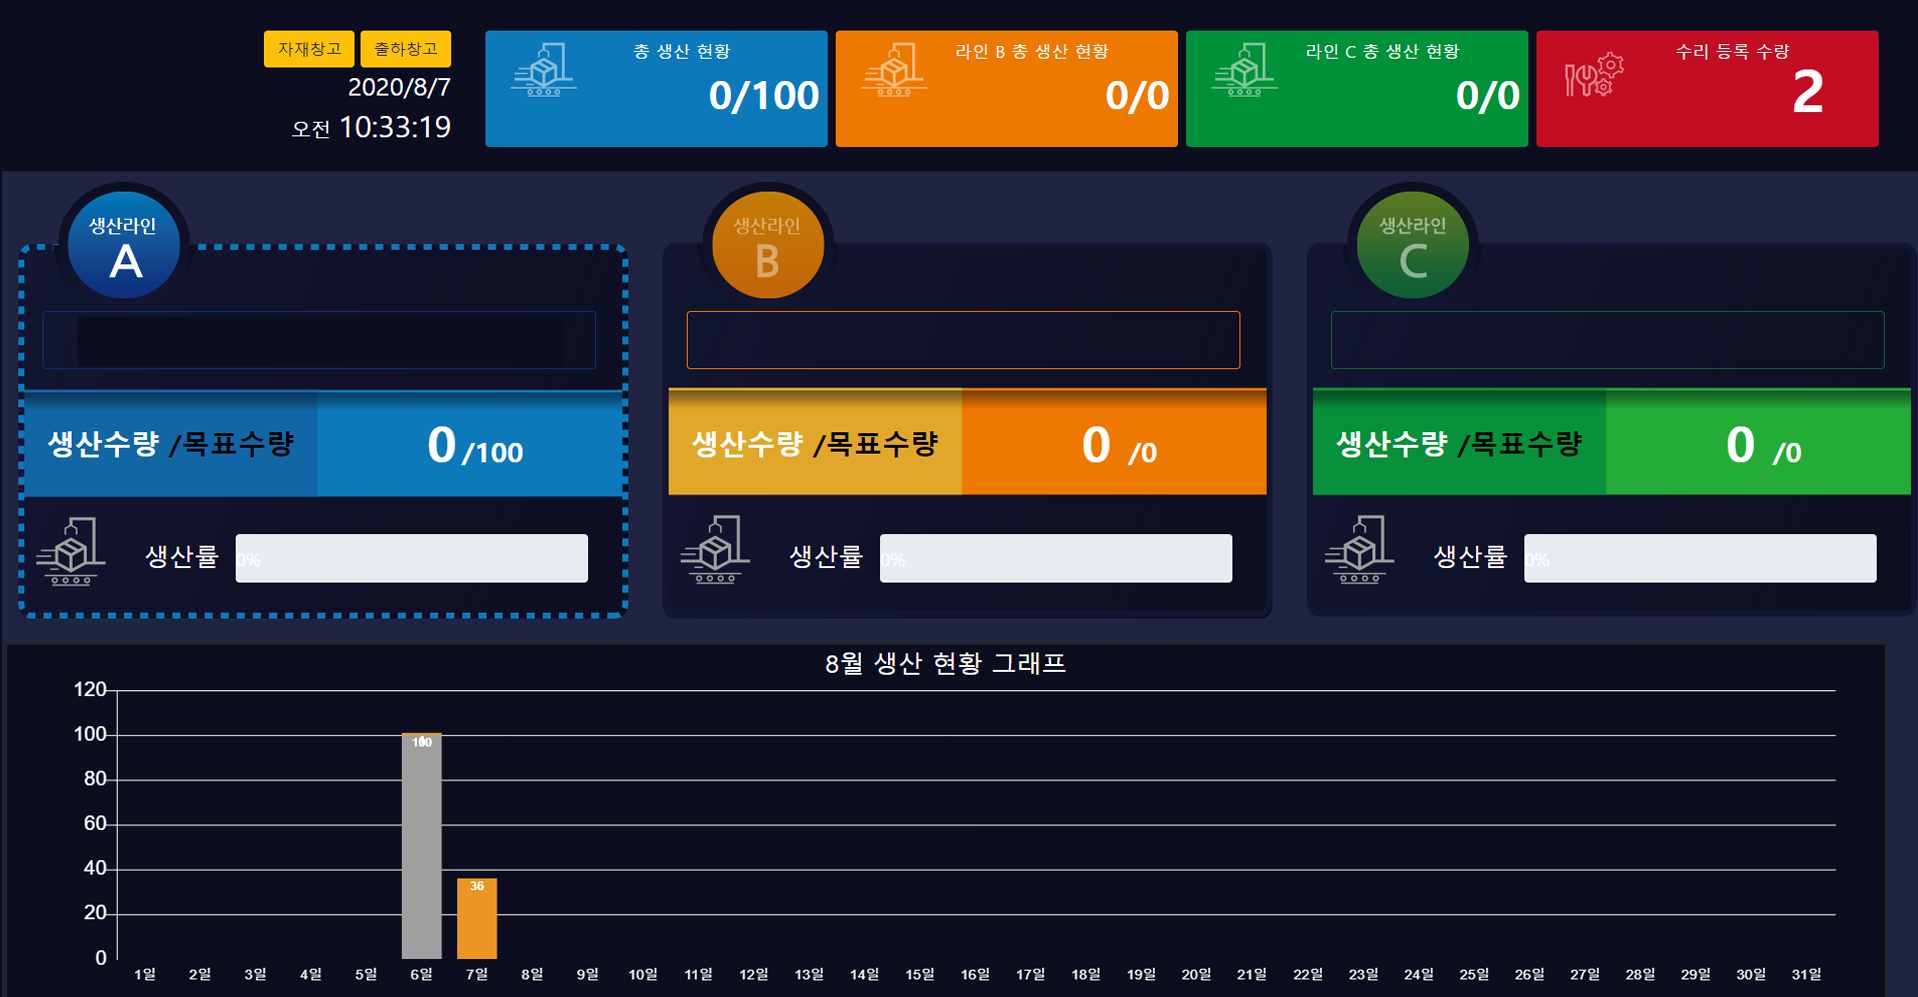 자재창고 출하창고
2020/8/7
오전 10:33:19
총 생산 현황
0/100
라인 B 총 생산 현황
0/0
라인 C 총 생산 현황
0/0
수리 등록 수량
2
생산라인
A
생산수량 /목표수량
0 /100
생산률 0%
생산라인
B
생산수량 /목표수량
0 /0
생산률 0%
생산라인
C
생산수량 /목표수량
0 /0
생산률 0%
8월 생산 현황 그래프
120
100
80
60
40
20
0
100
36
1일 2일 3일 4일 5일 6일 7일 8일 9일 10일 11일 12일 13일 14일 15일 16일 17일 18일 19일 20일 21일 22일 23일 24일 25일 26일 27일 28일 29일 30일 31일